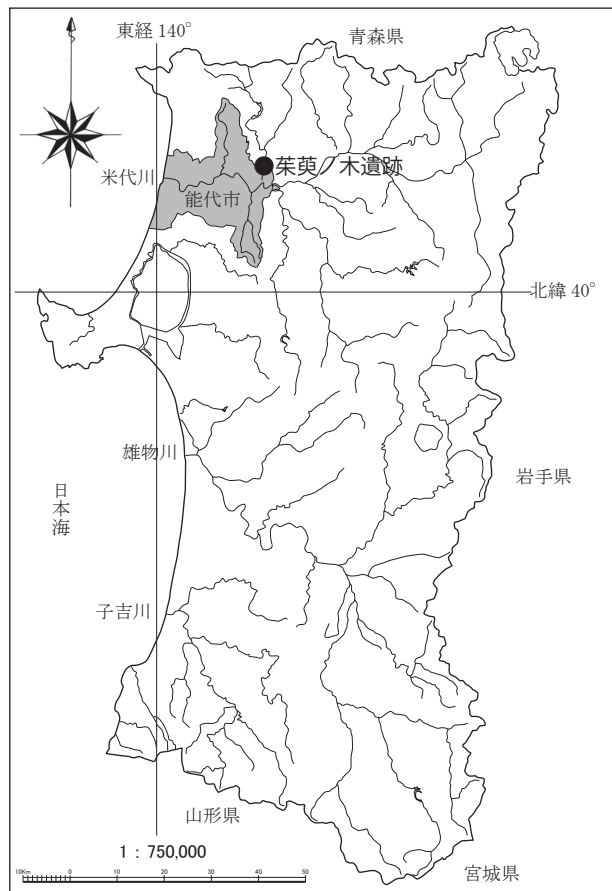 東経 140°
青森県
茱萸ノ木遺跡
米代川
能代市
北緯 40°
雄物川
岩手県
日本海
子吉川
山形県
1 : 750,000
10Km 0 10 20 30 40 50
宮城県